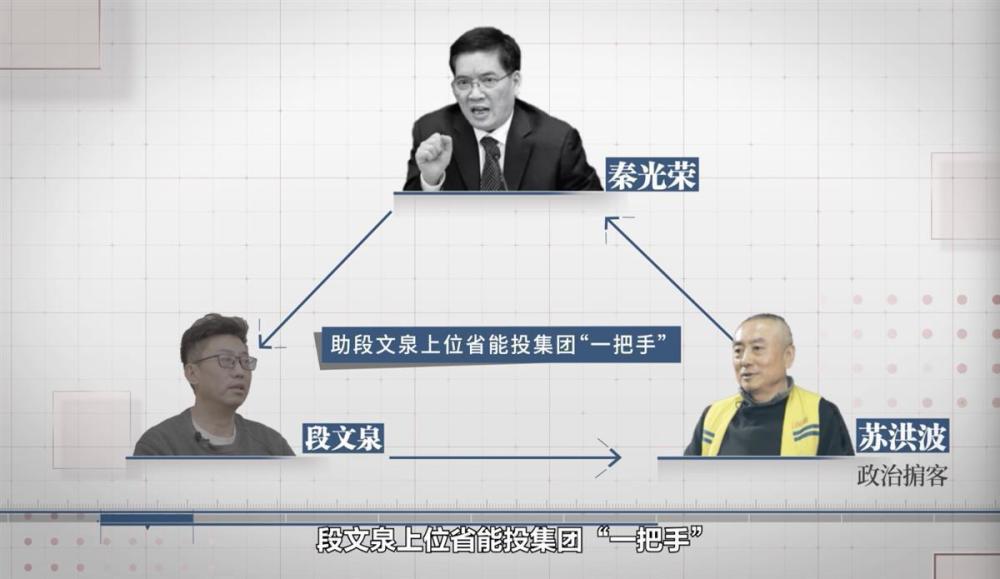 秦光荣
助段文泉上位省能投集团“一把手”
段文泉
苏洪波
政治掮客
段文泉上位省能投集团“一把手”